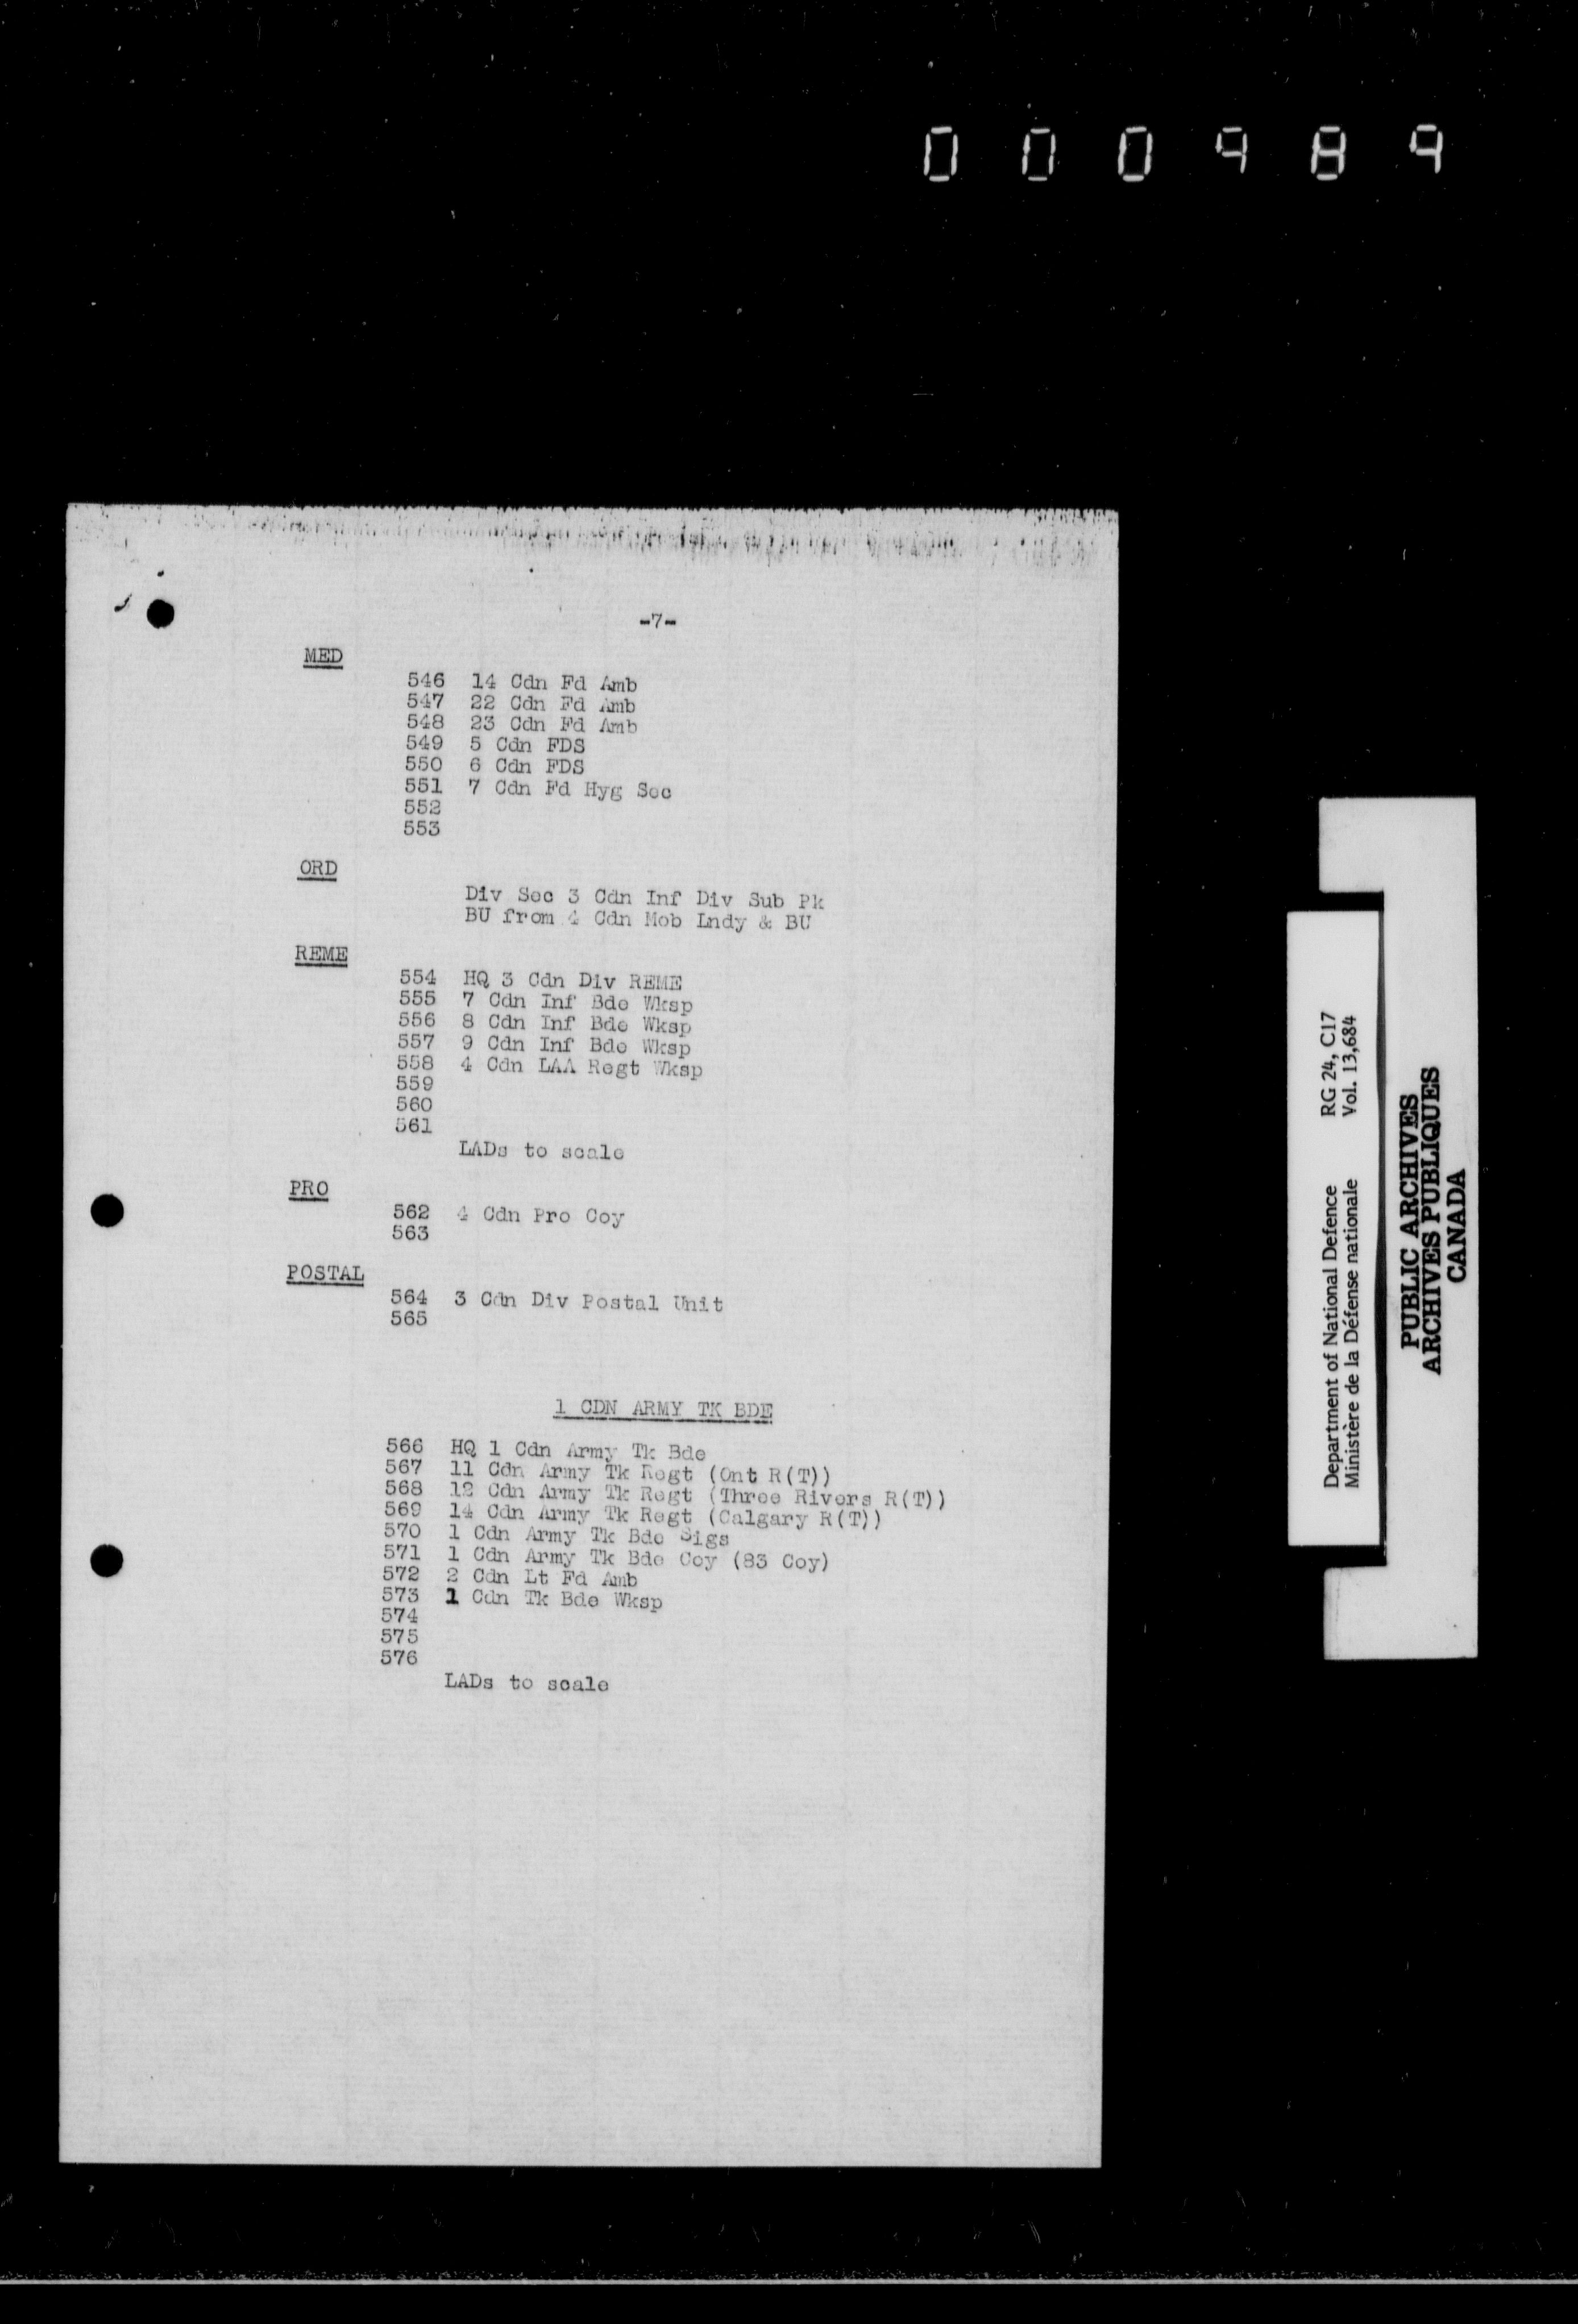 000989
-7-
MED
546 14 Cdn Fd Amb
547 22 Cdn Fd Amb
548 23 Cdn Fd Amb
549 5 Cdn FDS
550 6 Cdn FDS
551 7 Cdn Fd Hyg Sec
552
553
ORD
Div Sec 3 Cdn Inf Div Sub Pk
BU from 4 Cdn Mob Lndy & BU
REME
554 HQ 3 Cdn Div REME
555 7 Cdn Inf Bde Wksp
556 8 Cdn Inf Bde Wksp
557 9 Cdn Inf Bde Wksp
558 4 Cdn LAA Regt Wksp
559
560
561
LADs to scale
PRO
562 4 Cdn Pro Coy
563
POSTAL
564 3 Cdn Div Postal Unit
565
1 CDN ARMY TK BDE
566 HQ 1 Cdn Army Tk Bde
567 11 Cdn Army Tk Regt (Ont R(T))
568 12 Cdn Army Tk Regt (Three Rivers R(T))
569 14 Cdn Army Tk Regt (Calgary R(T))
570 1 Cdn Army Tk Bde Sigs
571 1 Cdn Army Tk Bde Coy (83 Coy)
572 2 Cdn Lt Fd Amb
573 1 Cdn Tk Bde Wksp
574
575
576
LADs to scale
Department of National Defence RG 24, C17
Ministère de la Défense nationale Vol. 13,684
PUBLIC ARCHIVES
ARCHIVES PUBLIQUES
CANADA